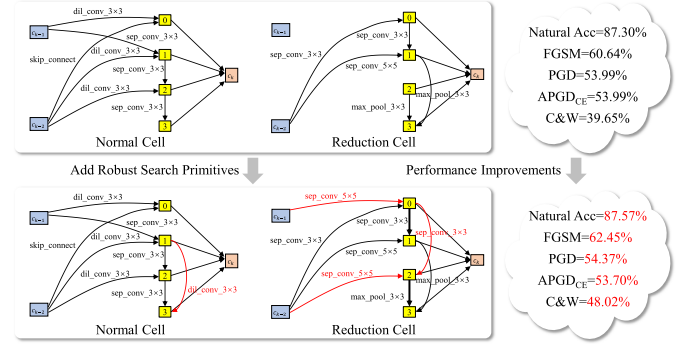 dil_conv_3×3
c_{k-1}
0
sep_conv_3×3
dil_conv_3×3
skip_connect
1
sep_conv_3×3
c_k
dil_conv_3×3
2
sep_conv_3×3
c_{k-2}
3
Normal Cell
c_{k-1}
0
sep_conv_3×3
sep_conv_3×3
1
sep_conv_5×5
c_k
2
max_pool_3×3
max_pool_3×3
c_{k-2}
3
Reduction Cell
Natural Acc=87.30%
FGSM=60.64%
PGD=53.99%
APGD_{CE}=53.99%
C&W=39.65%
Add Robust Search Primitives
Performance Improvements
dil_conv_3×3
c_{k-1}
0
sep_conv_3×3
dil_conv_3×3
skip_connect
1
sep_conv_3×3
c_k
dil_conv_3×3
2
sep_conv_3×3
dil_conv_3×3
c_{k-2}
3
Normal Cell
sep_conv_5×5
c_{k-1}
0
sep_conv_3×3
sep_conv_3×3
sep_conv_3×3
1
sep_conv_5×5
c_k
sep_conv_5×5
2
max_pool_3×3
max_pool_3×3
c_{k-2}
3
Reduction Cell
Natural Acc=87.57%
FGSM=62.45%
PGD=54.37%
APGD_{CE}=53.70%
C&W=48.02%